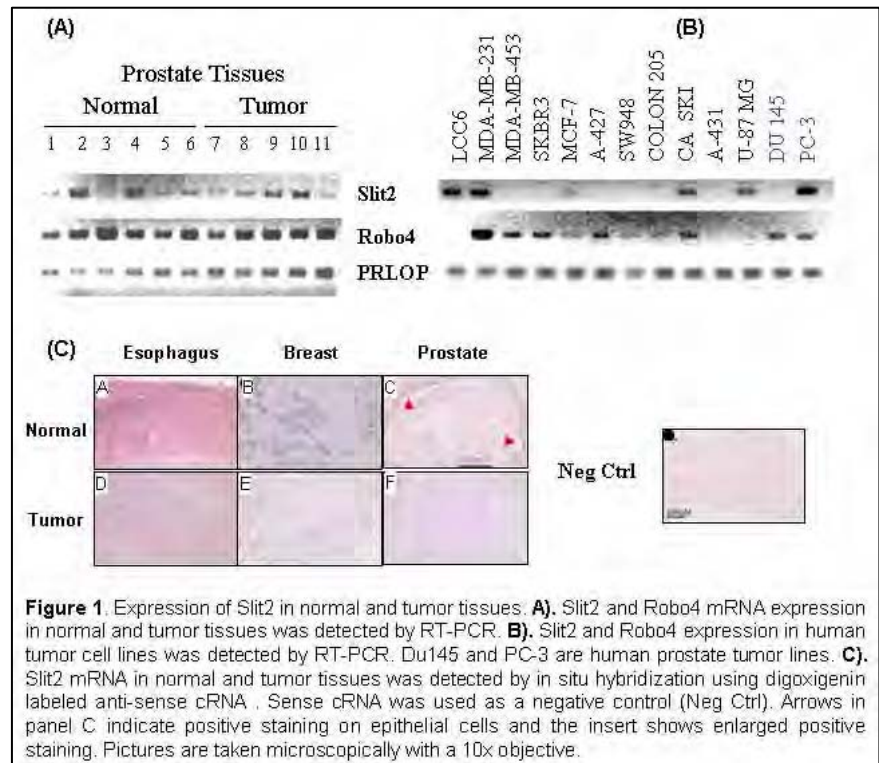 (A)
Prostate Tissues
Normal Tumor
1 2 3 4 5 6 7 8 9 10 11
Slit2
Robo4
PRLOP
(B)
LCC6
MDA-MB-231
MDA-MB-453
SKBR3
MCF-7
A-427
SW948
COLON 205
CA SKI
A-431
U-87 MG
DU 145
PC-3
(C)
Esophagus Breast Prostate
Normal
A B C
Tumor
D E F
Neg Ctrl
Figure 1. Expression of Slit2 in normal and tumor tissues. A). Slit2 and Robo4 mRNA expression
in normal and tumor tissues was detected by RT-PCR. B). Slit2 and Robo4 expression in human
tumor cell lines was detected by RT-PCR. Du145 and PC-3 are human prostate tumor lines. C).
Slit2 mRNA in normal and tumor tissues was detected by in situ hybridization using digoxigenin
labeled anti-sense cRNA . Sense cRNA was used as a negative control (Neg Ctrl). Arrows in
panel C indicate positive staining on epithelial cells and the insert shows enlarged positive
staining. Pictures are taken microscopically with a 10x objective.